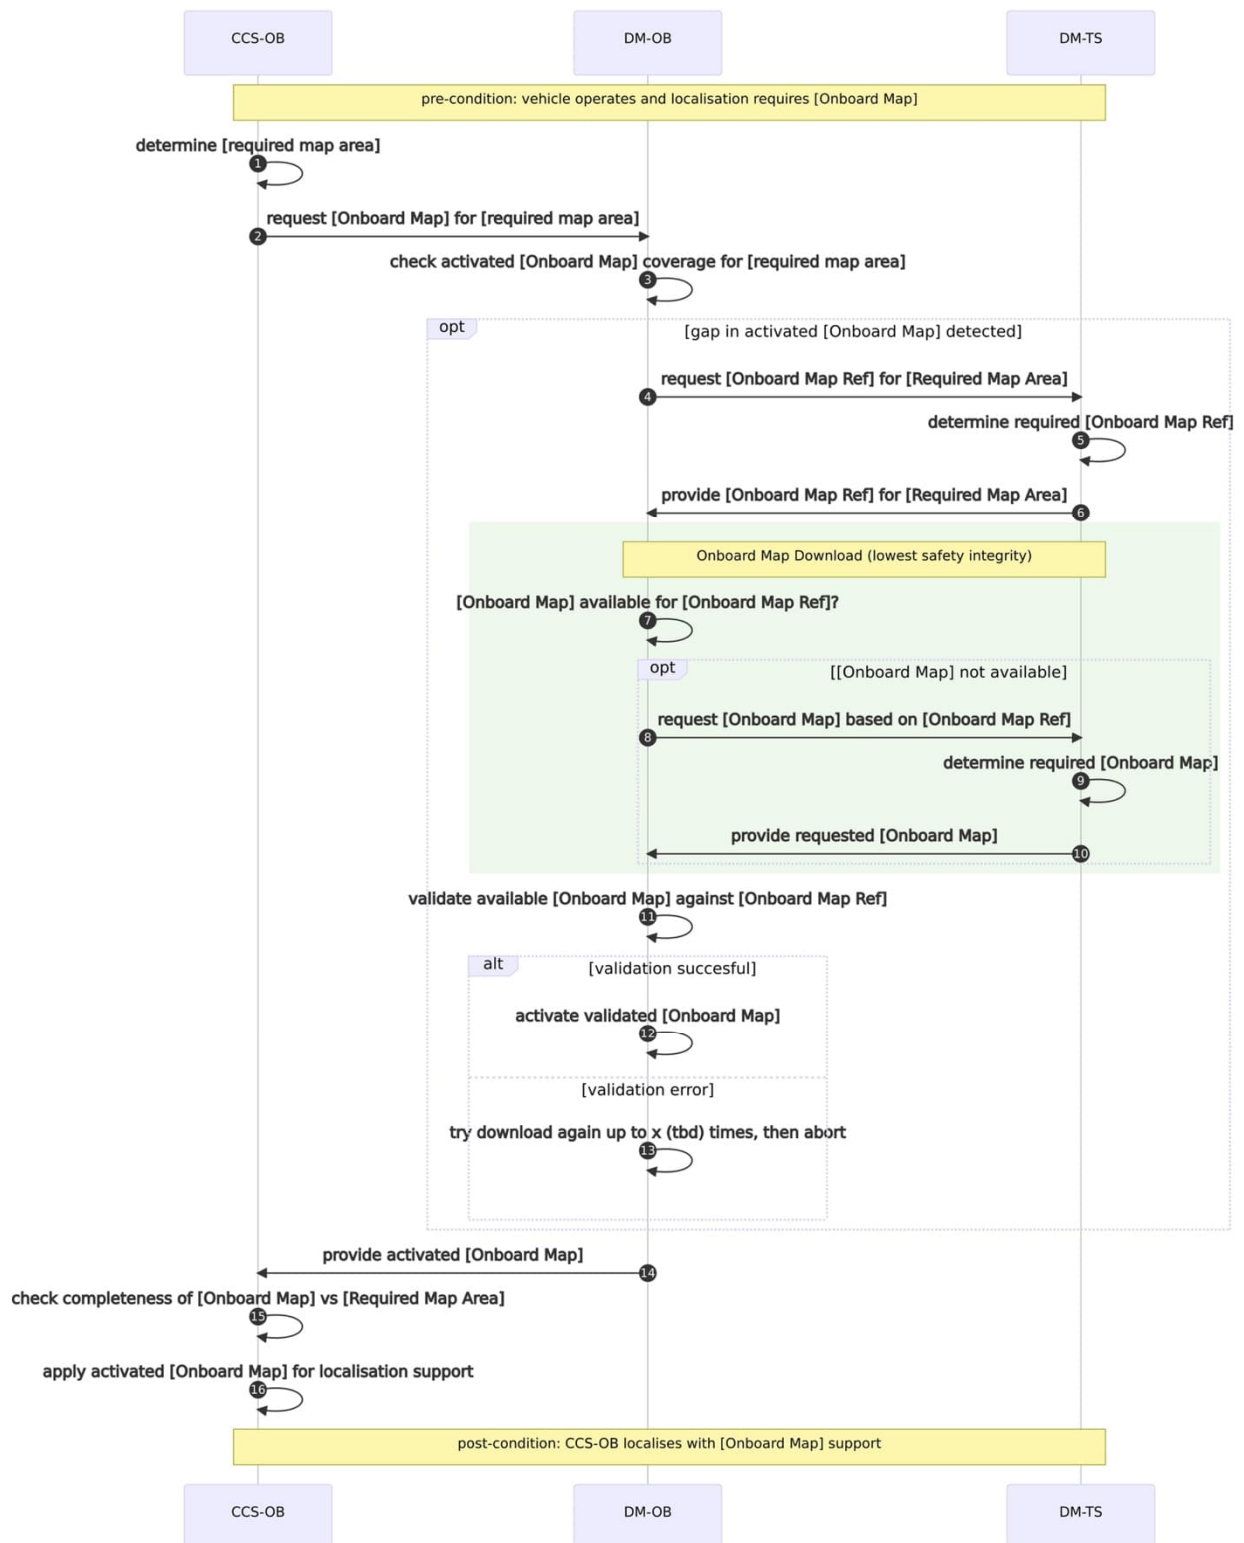 CCS-OB
DM-OB
DM-TS
pre-condition: vehicle operates and localisation requires [Onboard Map]
determine [required map area]
1
request [Onboard Map] for [required map area]
2
check activated [Onboard Map] coverage for [required map area]
3
opt
[gap in activated [Onboard Map] detected]
request [Onboard Map Ref] for [Required Map Area]
4
determine required [Onboard Map Ref]
5
provide [Onboard Map Ref] for [Required Map Area]
6
Onboard Map Download (lowest safety integrity)
[Onboard Map] available for [Onboard Map Ref]?
7
opt
[[Onboard Map] not available]
request [Onboard Map] based on [Onboard Map Ref]
8
determine required [Onboard Map]
9
provide requested [Onboard Map]
10
validate available [Onboard Map] against [Onboard Map Ref]
11
alt
[validation succesful]
activate validated [Onboard Map]
12
[validation error]
try download again up to x (tbd) times, then abort
13
provide activated [Onboard Map]
14
check completeness of [Onboard Map] vs [Required Map Area]
15
apply activated [Onboard Map] for localisation support
16
post-condition: CCS-OB localises with [Onboard Map] support
CCS-OB
DM-OB
DM-TS